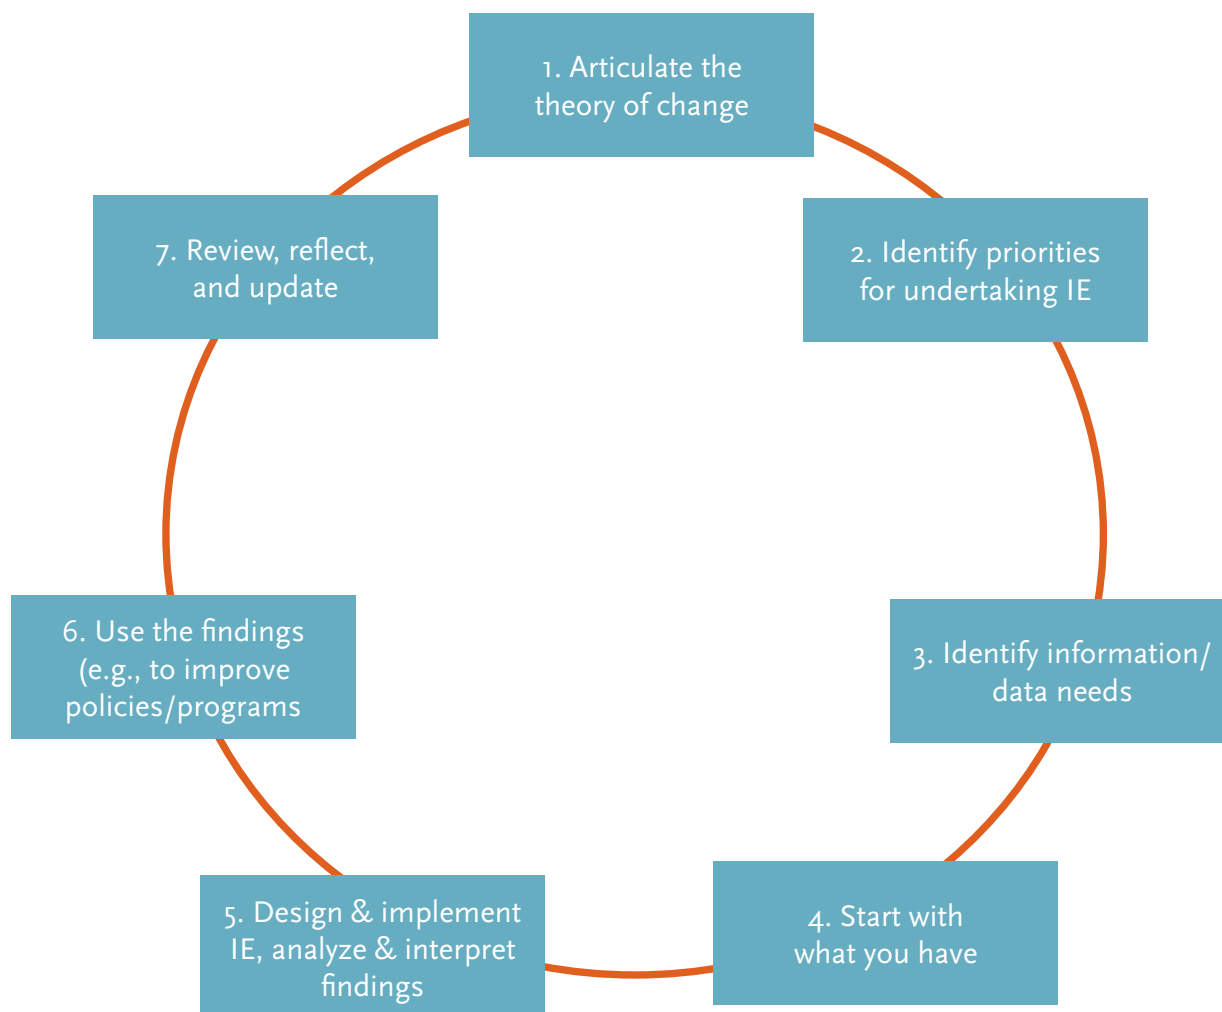 1. Articulate the
theory of change
2. Identify priorities
for undertaking IE
3. Identify information/
data needs
4. Start with
what you have
5. Design & implement
IE, analyze & interpret
findings
6. Use the findings
(e.g., to improve
policies/programs
7. Review, reflect,
and update